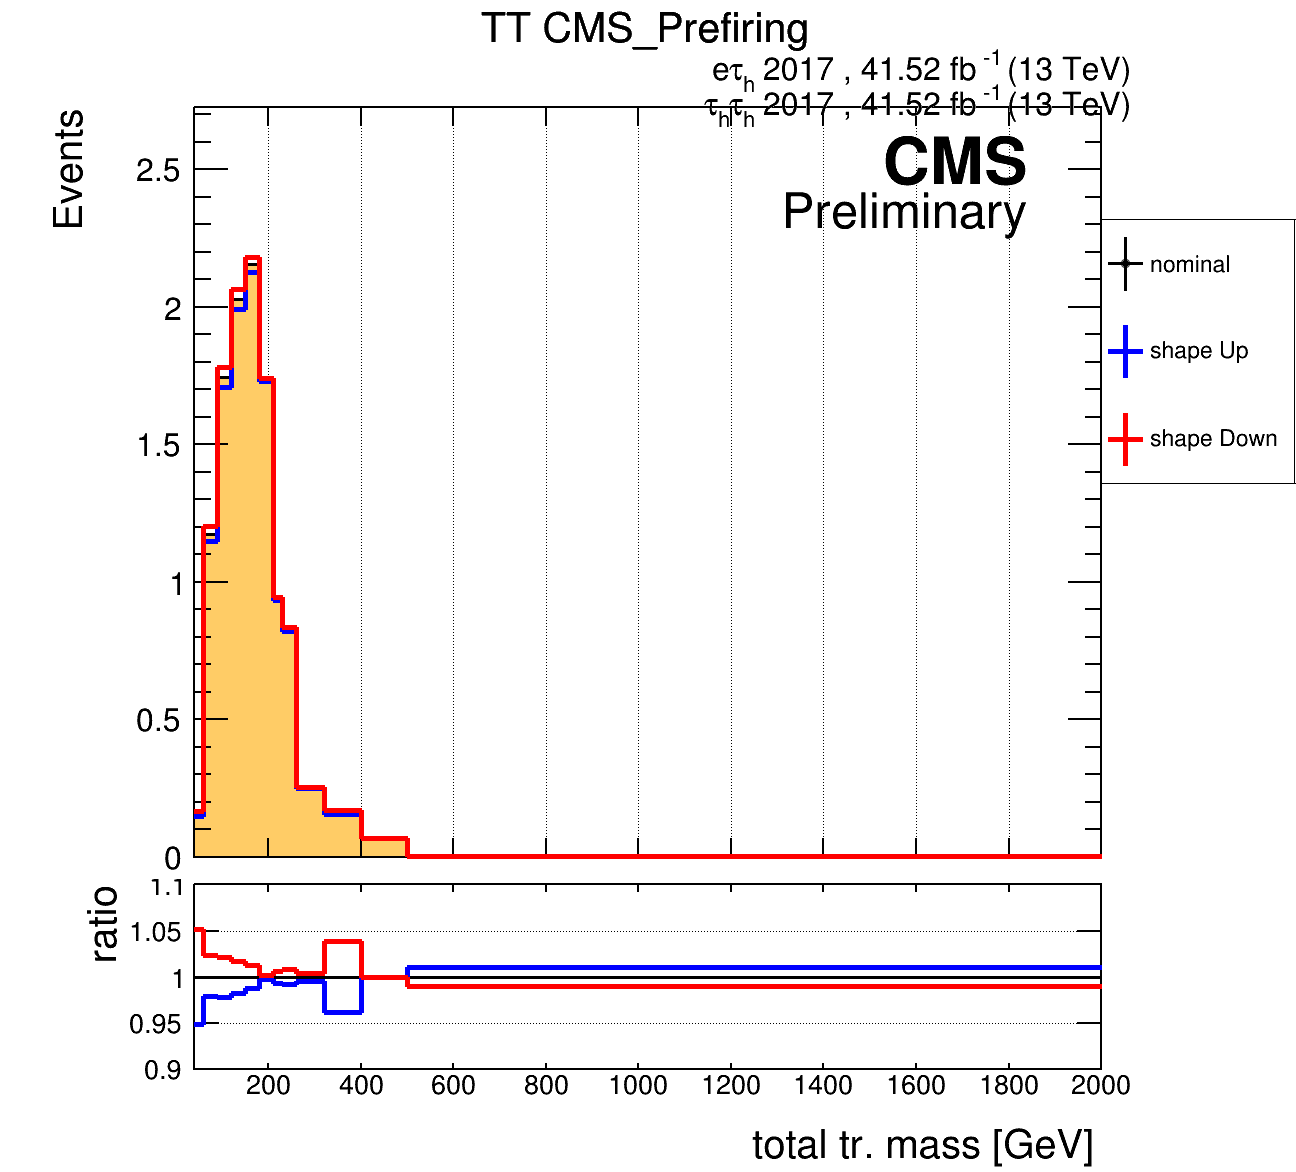 TT CMS_Prefiring
eτh 2017 , 41.52 fb -1 (13 TeV)
τhτh 2017 , 41.52 fb -1 (13 TeV)
CMS
Preliminary
Events
2.5
2
1.5
1
0.5
0
nominal
shape Up
shape Down
ratio
1.1
1.05
1
0.95
0.9
200 400 600 800 1000 1200 1400 1600 1800 2000
total tr. mass [GeV]